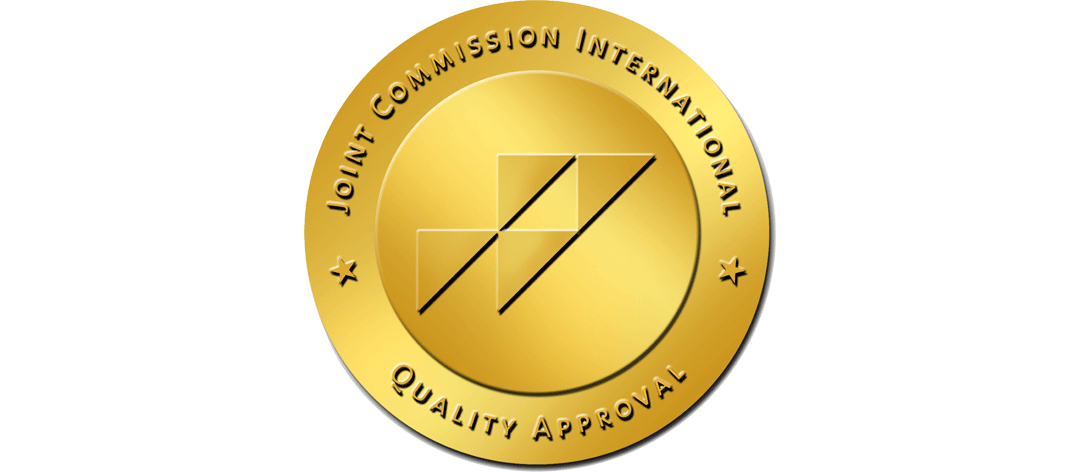 Joint Commission International
Quality Approval